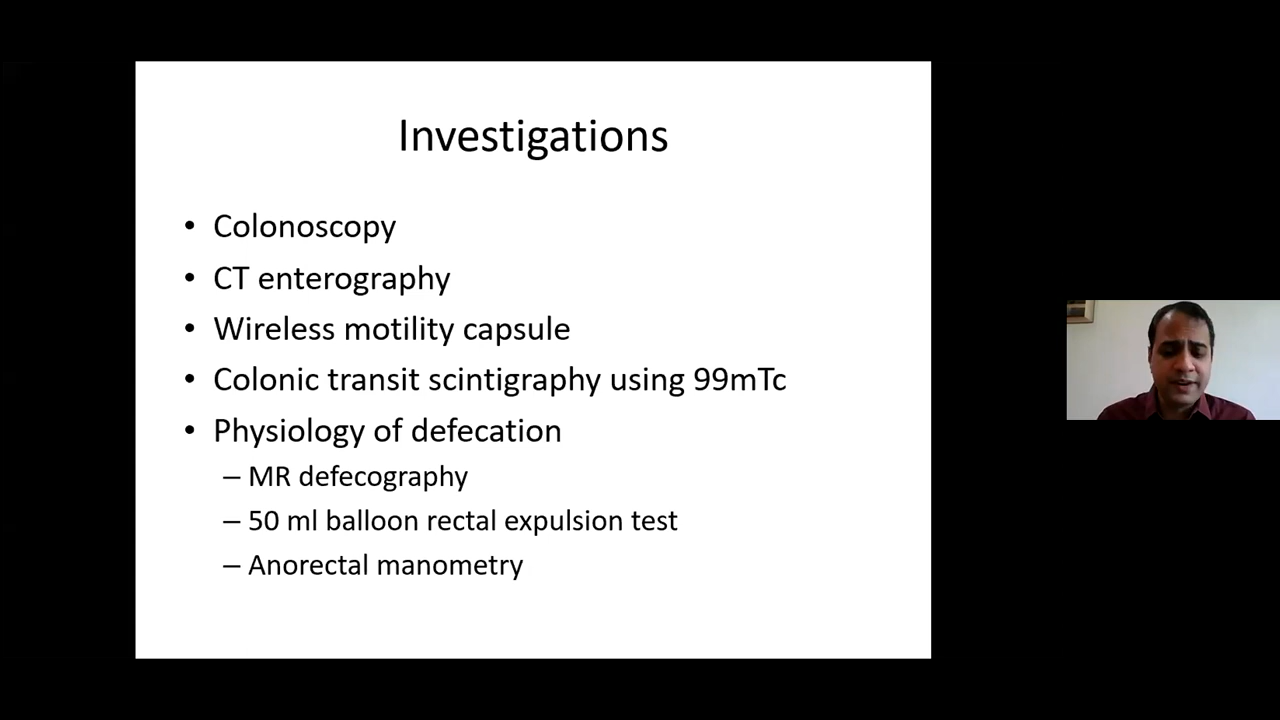 Investigations
• Colonoscopy
• CT enterography
• Wireless motility capsule
• Colonic transit scintigraphy using 99mTc
• Physiology of defecation
– MR defecography
– 50 ml balloon rectal expulsion test
– Anorectal manometry